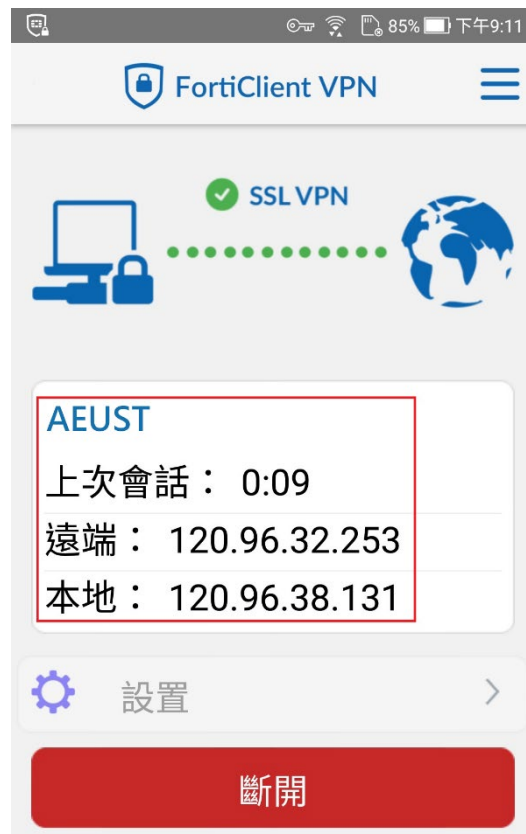 85% 下午9:11
FortiClient VPN
SSL VPN
AEUST
上次會話： 0:09
遠端： 120.96.32.253
本地： 120.96.38.131
設置
斷開